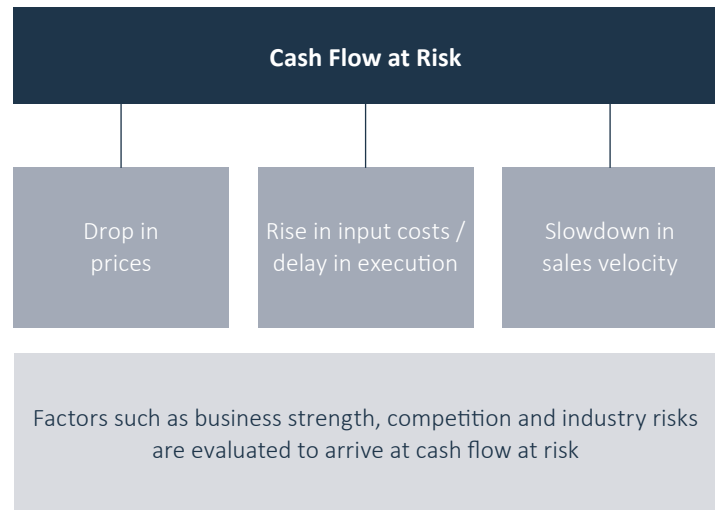 Cash Flow at Risk
Drop in
prices
Rise in input costs /
delay in execution
Slowdown in
sales velocity
Factors such as business strength, competition and industry risks
are evaluated to arrive at cash flow at risk